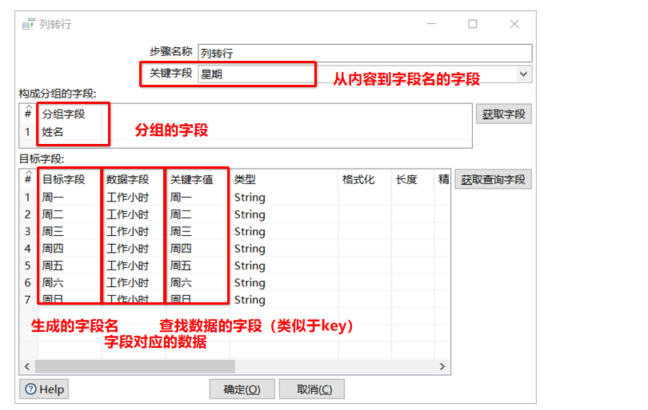 列转行
步骤名称 列转行
关键字段 星期
从内容到字段名的字段
构成分组的字段:
# 分组字段
1 姓名
分组的字段
获取字段
目标字段:
# 目标字段 数据字段 关键字值 类型 格式化 长度 精
1 周一 工作小时 周一 String
2 周二 工作小时 周二 String
3 周三 工作小时 周三 String
4 周四 工作小时 周四 String
5 周五 工作小时 周五 String
6 周六 工作小时 周六 String
7 周日 工作小时 周日 String
获取查询字段
生成的字段名 查找数据的字段（类似于key）
字段对应的数据
Help 确定(O) 取消(C)